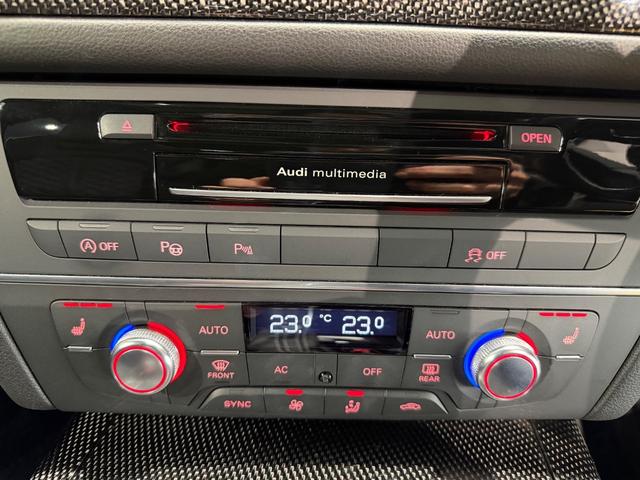 OPEN
Audi multimedia
A OFF
P
P
OFF
23.0 °C 23.0
AUTO
AUTO
FRONT
AC
OFF
REAR
SYNC